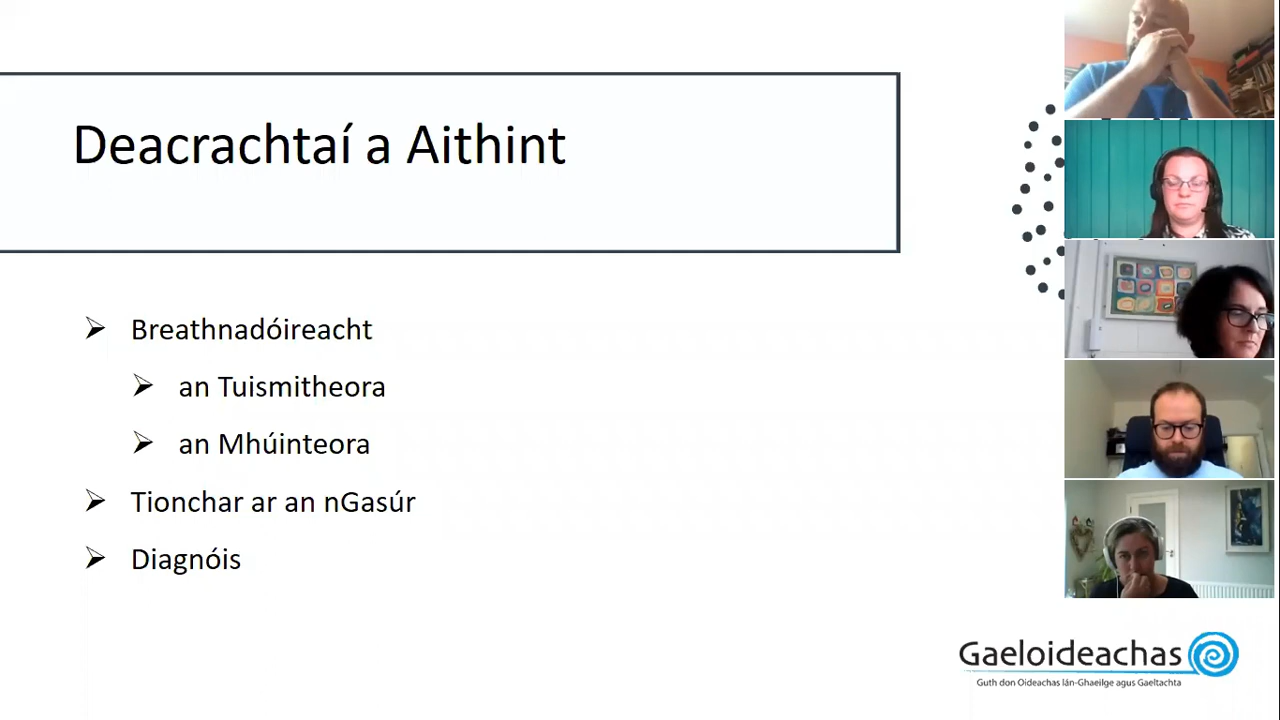 Deacrachtaí a Aithint
Breathnadóireacht
an Tuismitheora
an Mhúinteora
Tionchar ar an nGasúr
Diagnóis
Gaeloideachas
Guth don Oideachas lán-Ghaeilge agus Gaeltachta